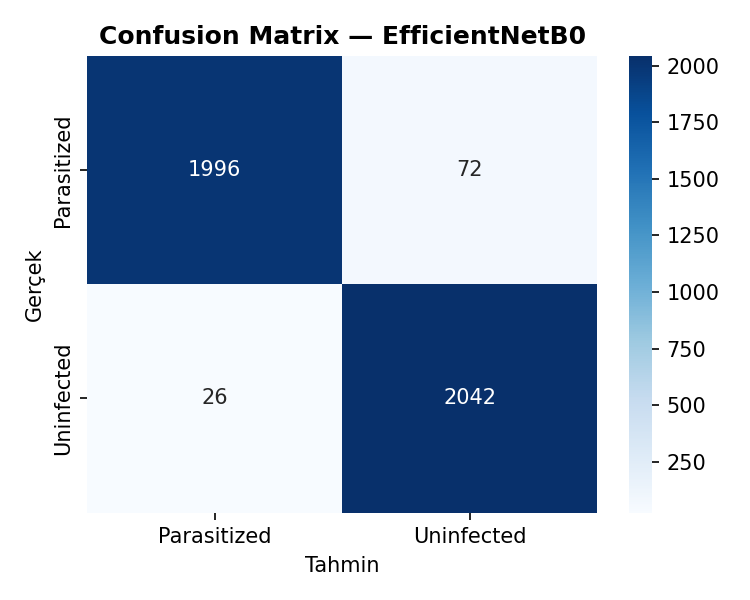 Confusion Matrix — EfficientNetB0
Gerçek
Parasitized
1996
72
Uninfected
26
2042
Parasitized
Uninfected
Tahmin
2000
1750
1500
1250
1000
750
500
250